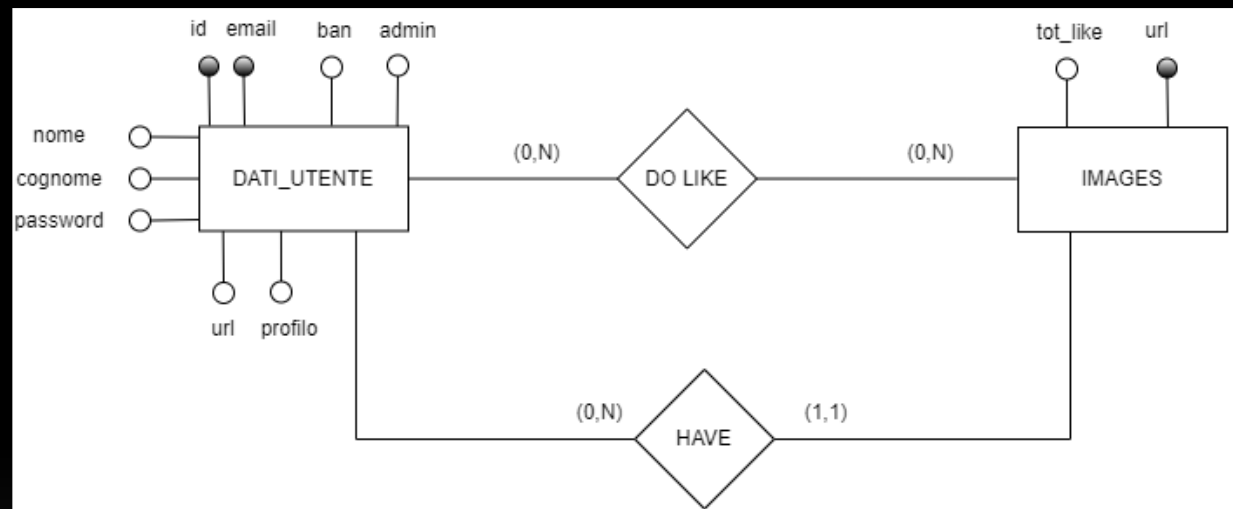 id email ban admin
tot_like url
nome
cognome
password
DATI_UTENTE
(0,N)
DO LIKE
(0,N)
IMAGES
url profilo
(0,N)
HAVE
(1,1)